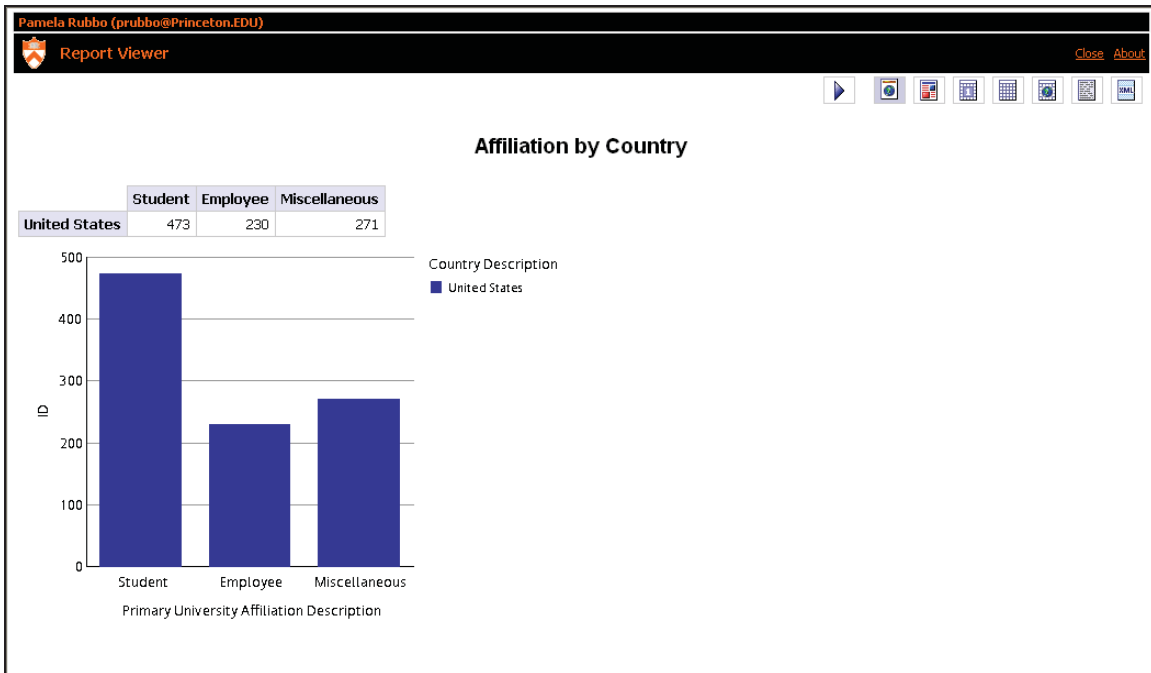 Pamela Rubbo (prubbo@Princeton.EDU)
Report Viewer
Close About
XML
Affiliation by Country
Student Employee Miscellaneous
United States 473 230 271
500
400
300
200
100
0
ID
Student Employee Miscellaneous
Primary University Affiliation Description
Country Description
United States